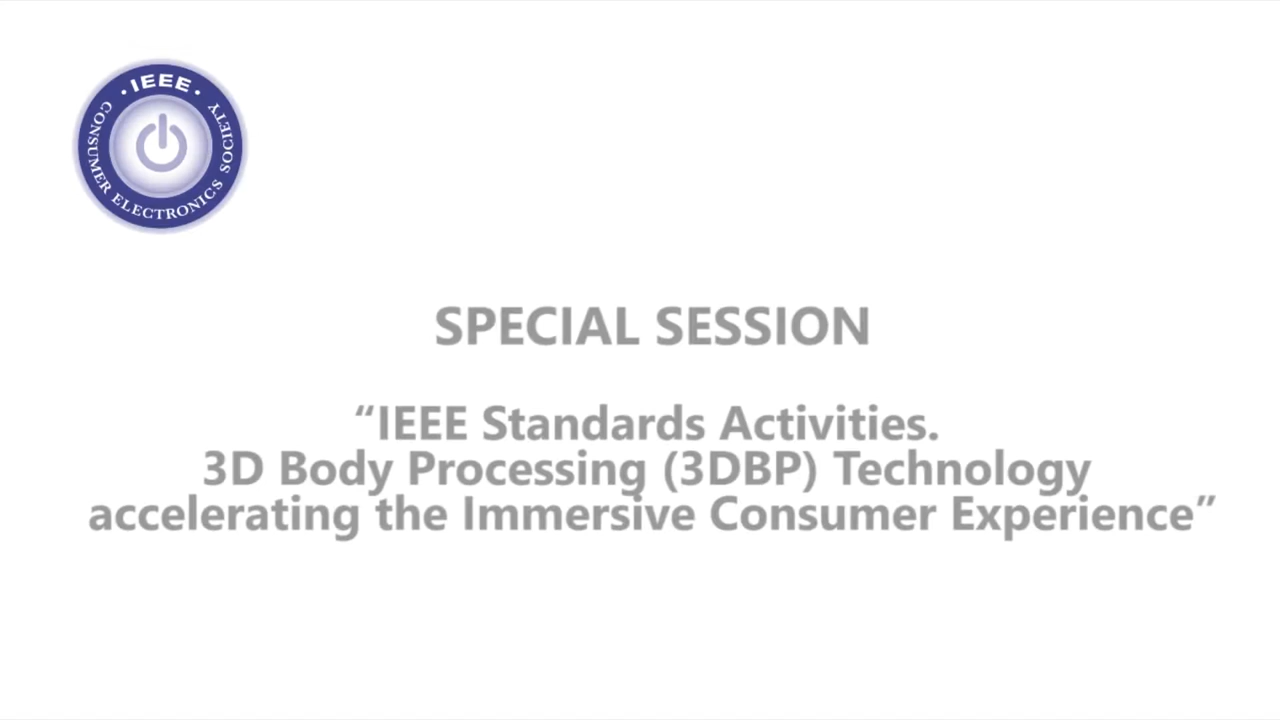 · IEEE ·
CONSUMER ELECTRONICS SOCIETY
SPECIAL SESSION
“IEEE Standards Activities.
3D Body Processing (3DBP) Technology
accelerating the Immersive Consumer Experience”